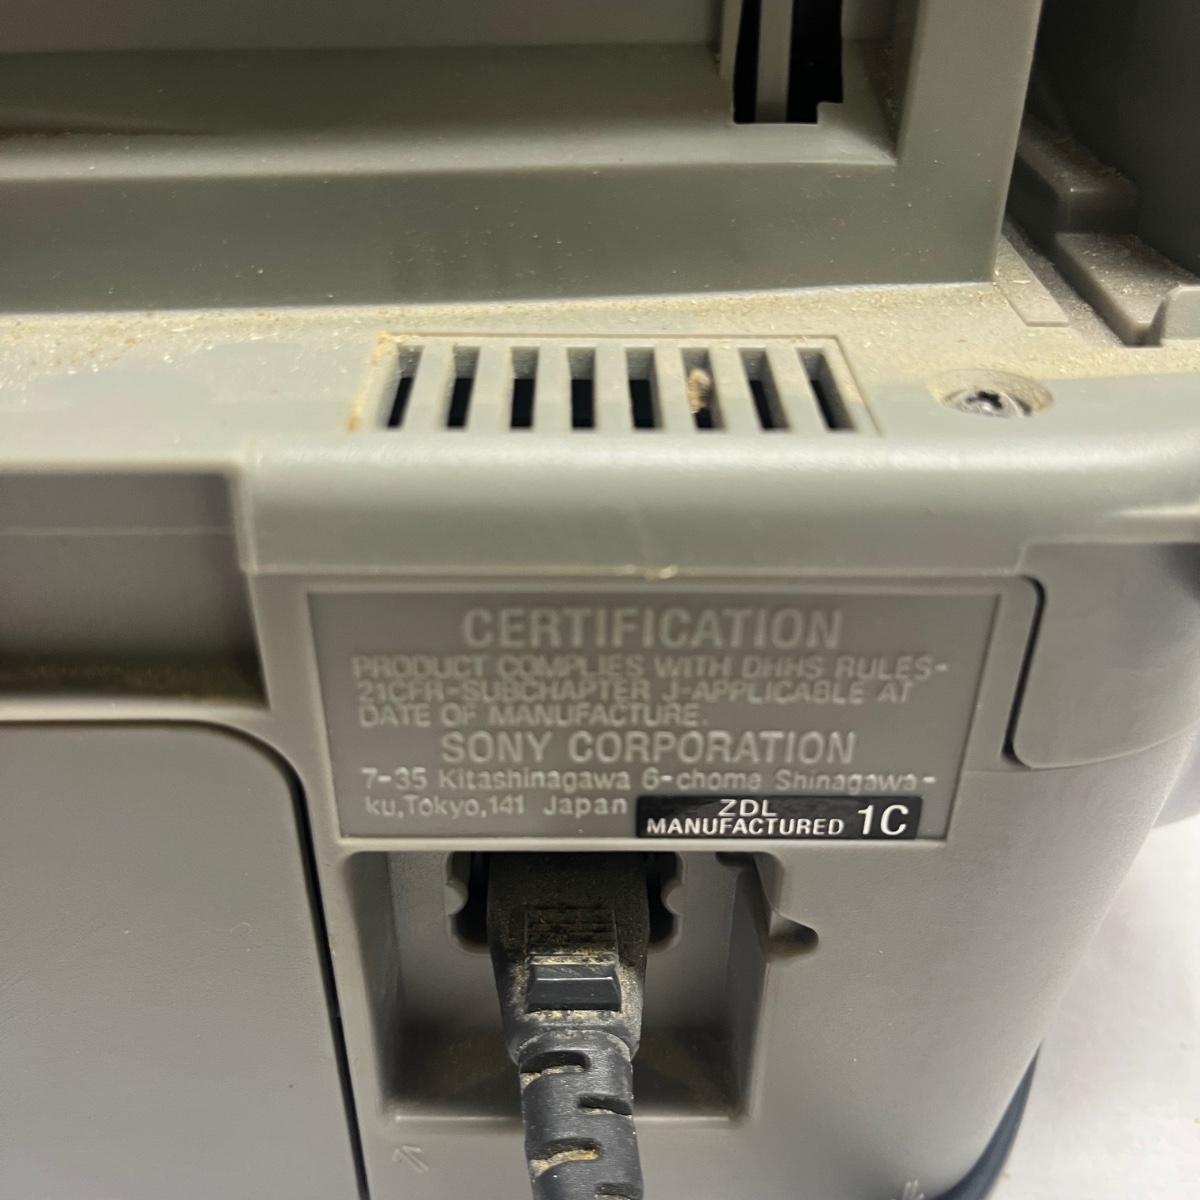 CERTIFICATION
PRODUCT COMPLIES WITH DHHS RULES-
21CFR-SUBCHAPTER J-APPLICABLE AT
DATE OF MANUFACTURE.
SONY CORPORATION
7-35 Kitashinagawa 6-chome Shinagawa-
ku,Tokyo,141 Japan
ZDL
MANUFACTURED 1C